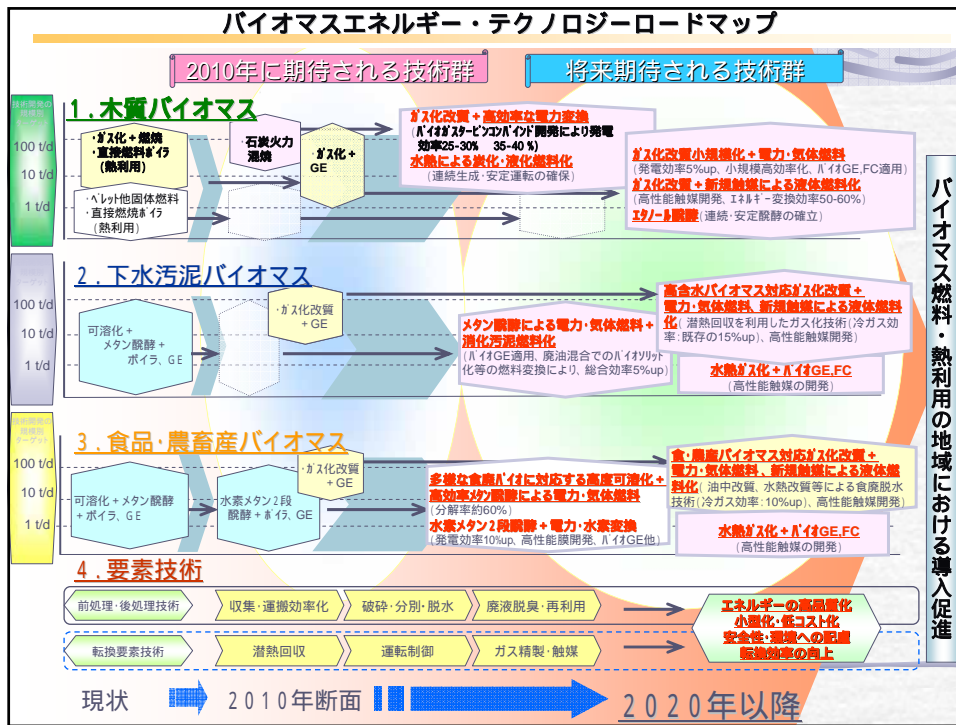 バイオマスエネルギー・テクノロジーロードマップ
2010年に期待される技術群
将来期待される技術群
1．木質バイオマス
100 t/d
10 t/d
1 t/d
・ガス化＋燃焼
・直接燃料ボイラ
(熱利用)
・石炭火力
混焼
・ガス化＋
GE
・ペレット他固体燃料
・直接燃焼ボイラ
(熱利用)
ガス化改質＋高効率な電力変換
(バイオガスタービンコンバインド開発により発電
効率25-30%　35-40 %)
水熱による炭化・液化燃料化
(連続生成・安定運転の確保)
ガス化改質小規模化＋電力・気体燃料
(発電効率5%up、小規模高効率化、バイオGE,FC適用)
ガス化改質＋新規触媒による液体燃料化
(高性能触媒開発、エネルギー変換効率50-60%)
エタノール醗酵(連続・安定醗酵の確立)
2．下水汚泥バイオマス
100 t/d
10 t/d
1 t/d
可溶化＋
メタン醗酵＋
ボイラ、GE
・ガス化改質
＋GE
メタン醗酵による電力・気体燃料＋
消化汚泥燃料化
(バイオGE適用、廃油混合でのバイオソリッド
化等の燃料変換により、総合効率5%up)
高含水バイオマス対応ガス化改質＋
電力・気体燃料、新規触媒による液体燃料
化(潜熱回収を利用したガス化技術(冷ガス効
率:既存の15%up)、高性能触媒開発)
水熱ガス化＋バイオGE,FC
(高性能触媒の開発)
技術開発の
規模別
ターゲット
3．食品・農畜産バイオマス
100 t/d
10 t/d
1 t/d
可溶化＋メタン醗酵
＋ボイラ、GE
水素メタン2段
醗酵＋ボイラ、GE
・ガス化改質
＋GE
多様な食廃バイオに対応する高度可溶化＋
高効率メタン醗酵による電力・気体燃料
(分解率約60%)
水素メタン2段醗酵＋電力・水素変換
(発電効率10%up、高性能膜開発、バイオGE他)
食・農廃バイオマス対応ガス化改質＋
電力・気体燃料、新規触媒による液体燃
料化(油中改質、水熱改質等による食廃脱水
技術(冷ガス効率:10%up)、高性能触媒開発)
水熱ガス化＋バイオGE,FC
(高性能触媒の開発)
4．要素技術
前処理・後処理技術
収集・運搬効率化
破砕・分別・脱水
廃液脱臭・再利用
転換要素技術
潜熱回収
運転制御
ガス精製・触媒
エネルギーの高品質化
小型化・低コスト化
安全性・環境への配慮
転換効率の向上
バイオマス燃料・熱利用の地域における導入促進
現状
2010年断面
2020年以降